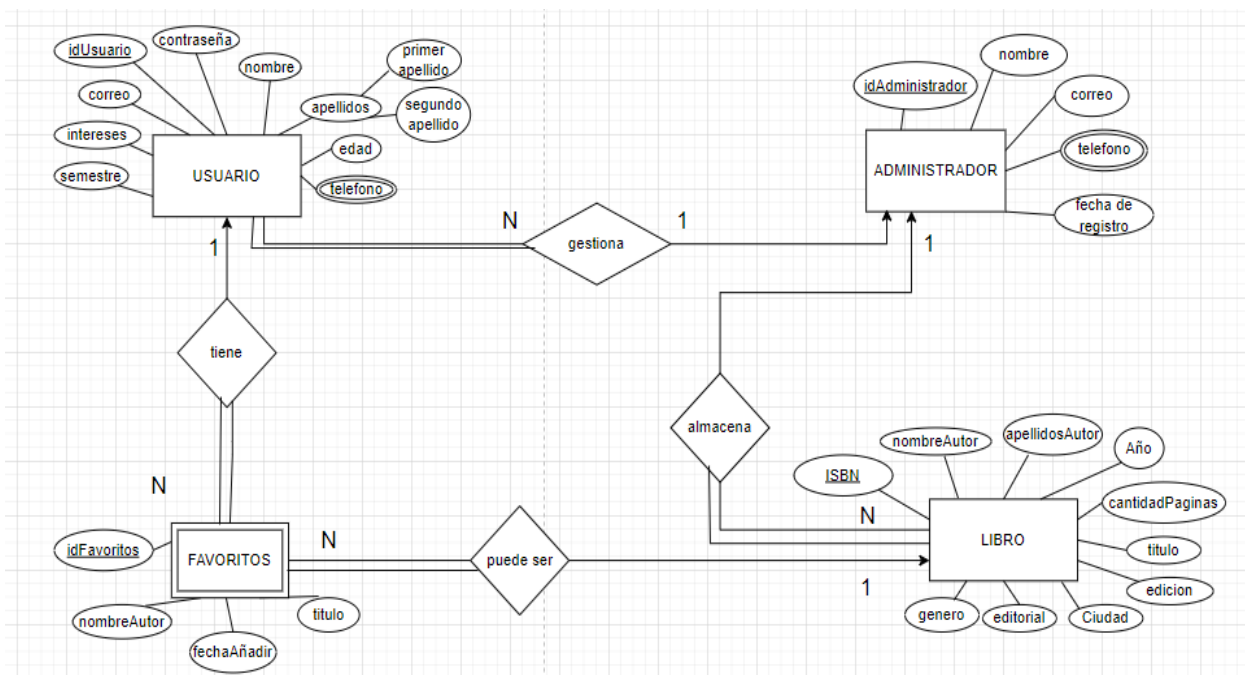 idUsuario
contraseña
nombre
correo
intereses
semestre
apellidos
primer
apellido
segundo
apellido
edad
telefono
USUARIO
idAdministrador
nombre
correo
telefono
fecha de
registro
ADMINISTRADOR
N
gestiona
1
1
1
tiene
almacena
N
N
ISBN
nombreAutor
apellidosAutor
Año
cantidadPaginas
titulo
edicion
Ciudad
editorial
genero
LIBRO
idFavoritos
FAVORITOS
N
puede ser
1
nombreAutor
fechaAñadir
titulo